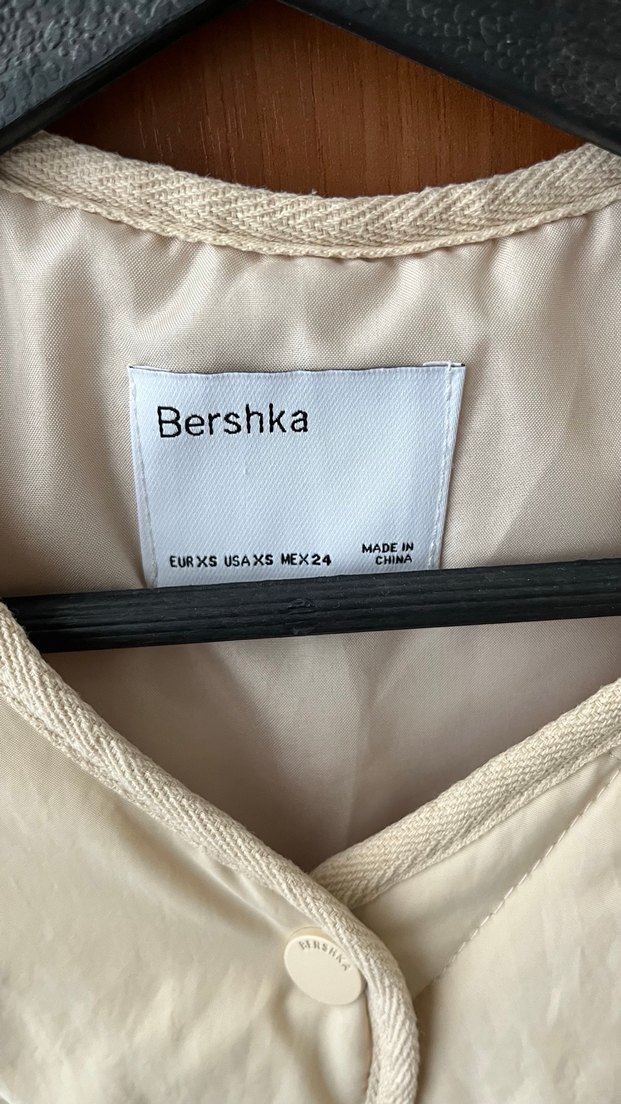 Bershka
EUR XS USA XS MEX 24
MADE IN
CHINA
BERSHKA